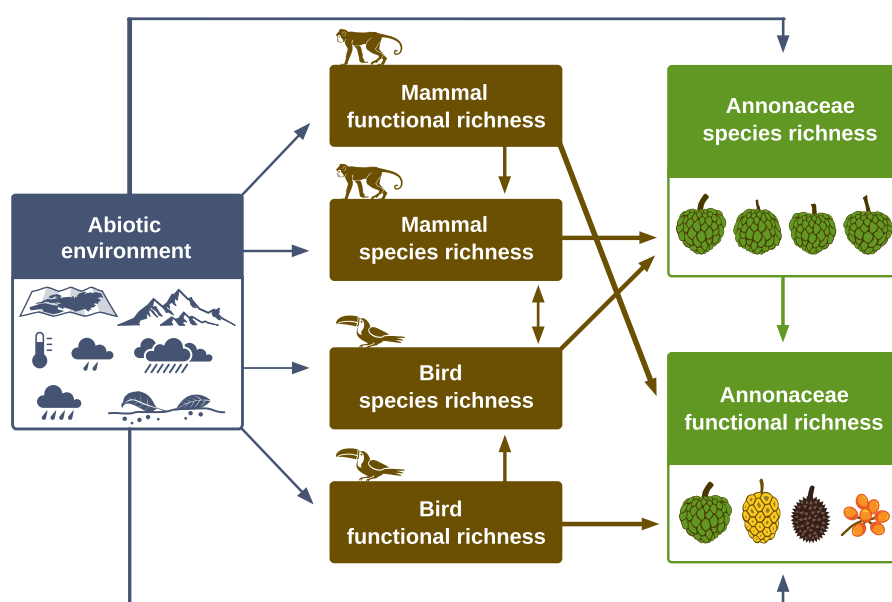 Mammal
functional richness
Annonaceae
species richness
Abiotic
environment
Mammal
species richness
Bird
species richness
Annonaceae
functional richness
Bird
functional richness